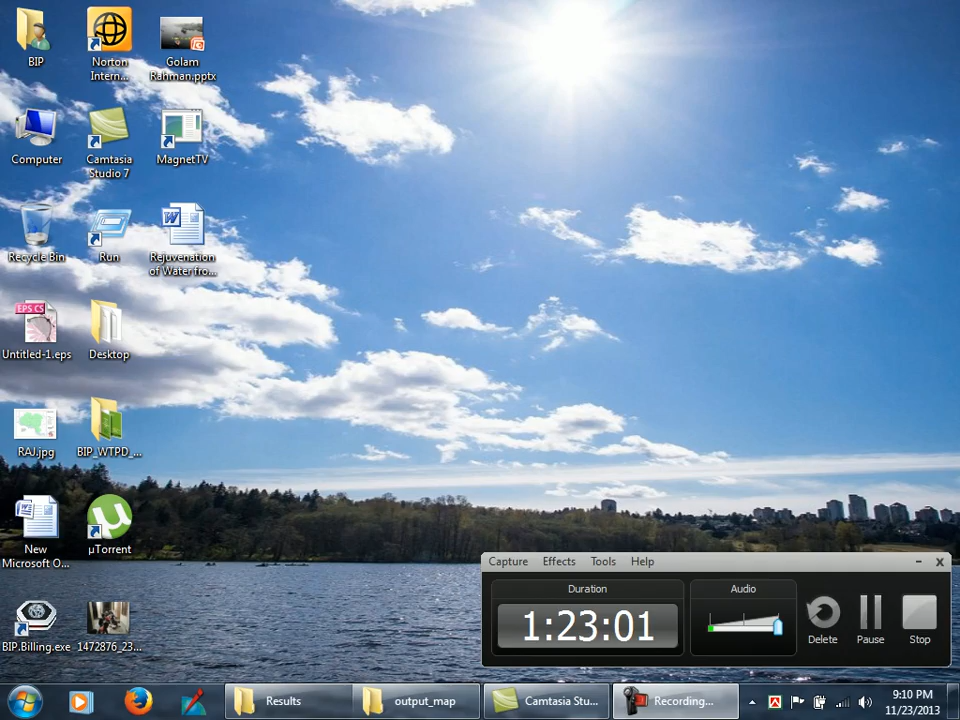 BIP
Norton
Intern...
Golam
Rahman.pptx
Computer
Camtasia
Studio 7
MagnetTV
Recycle Bin
Run
Rejuvenation
of Water fro...
EPS CS
Untitled-1.eps
Desktop
RAJ.jpg
BIP_WTPD_...
New
Microsoft O...
µTorrent
BIP.Billing.exe
1472876_23...
Capture Effects Tools Help
Duration
1:23:01
Audio
Delete
Pause
Stop
Results
output_map
Camtasia Stu...
Recording...
9:10 PM
11/23/2013